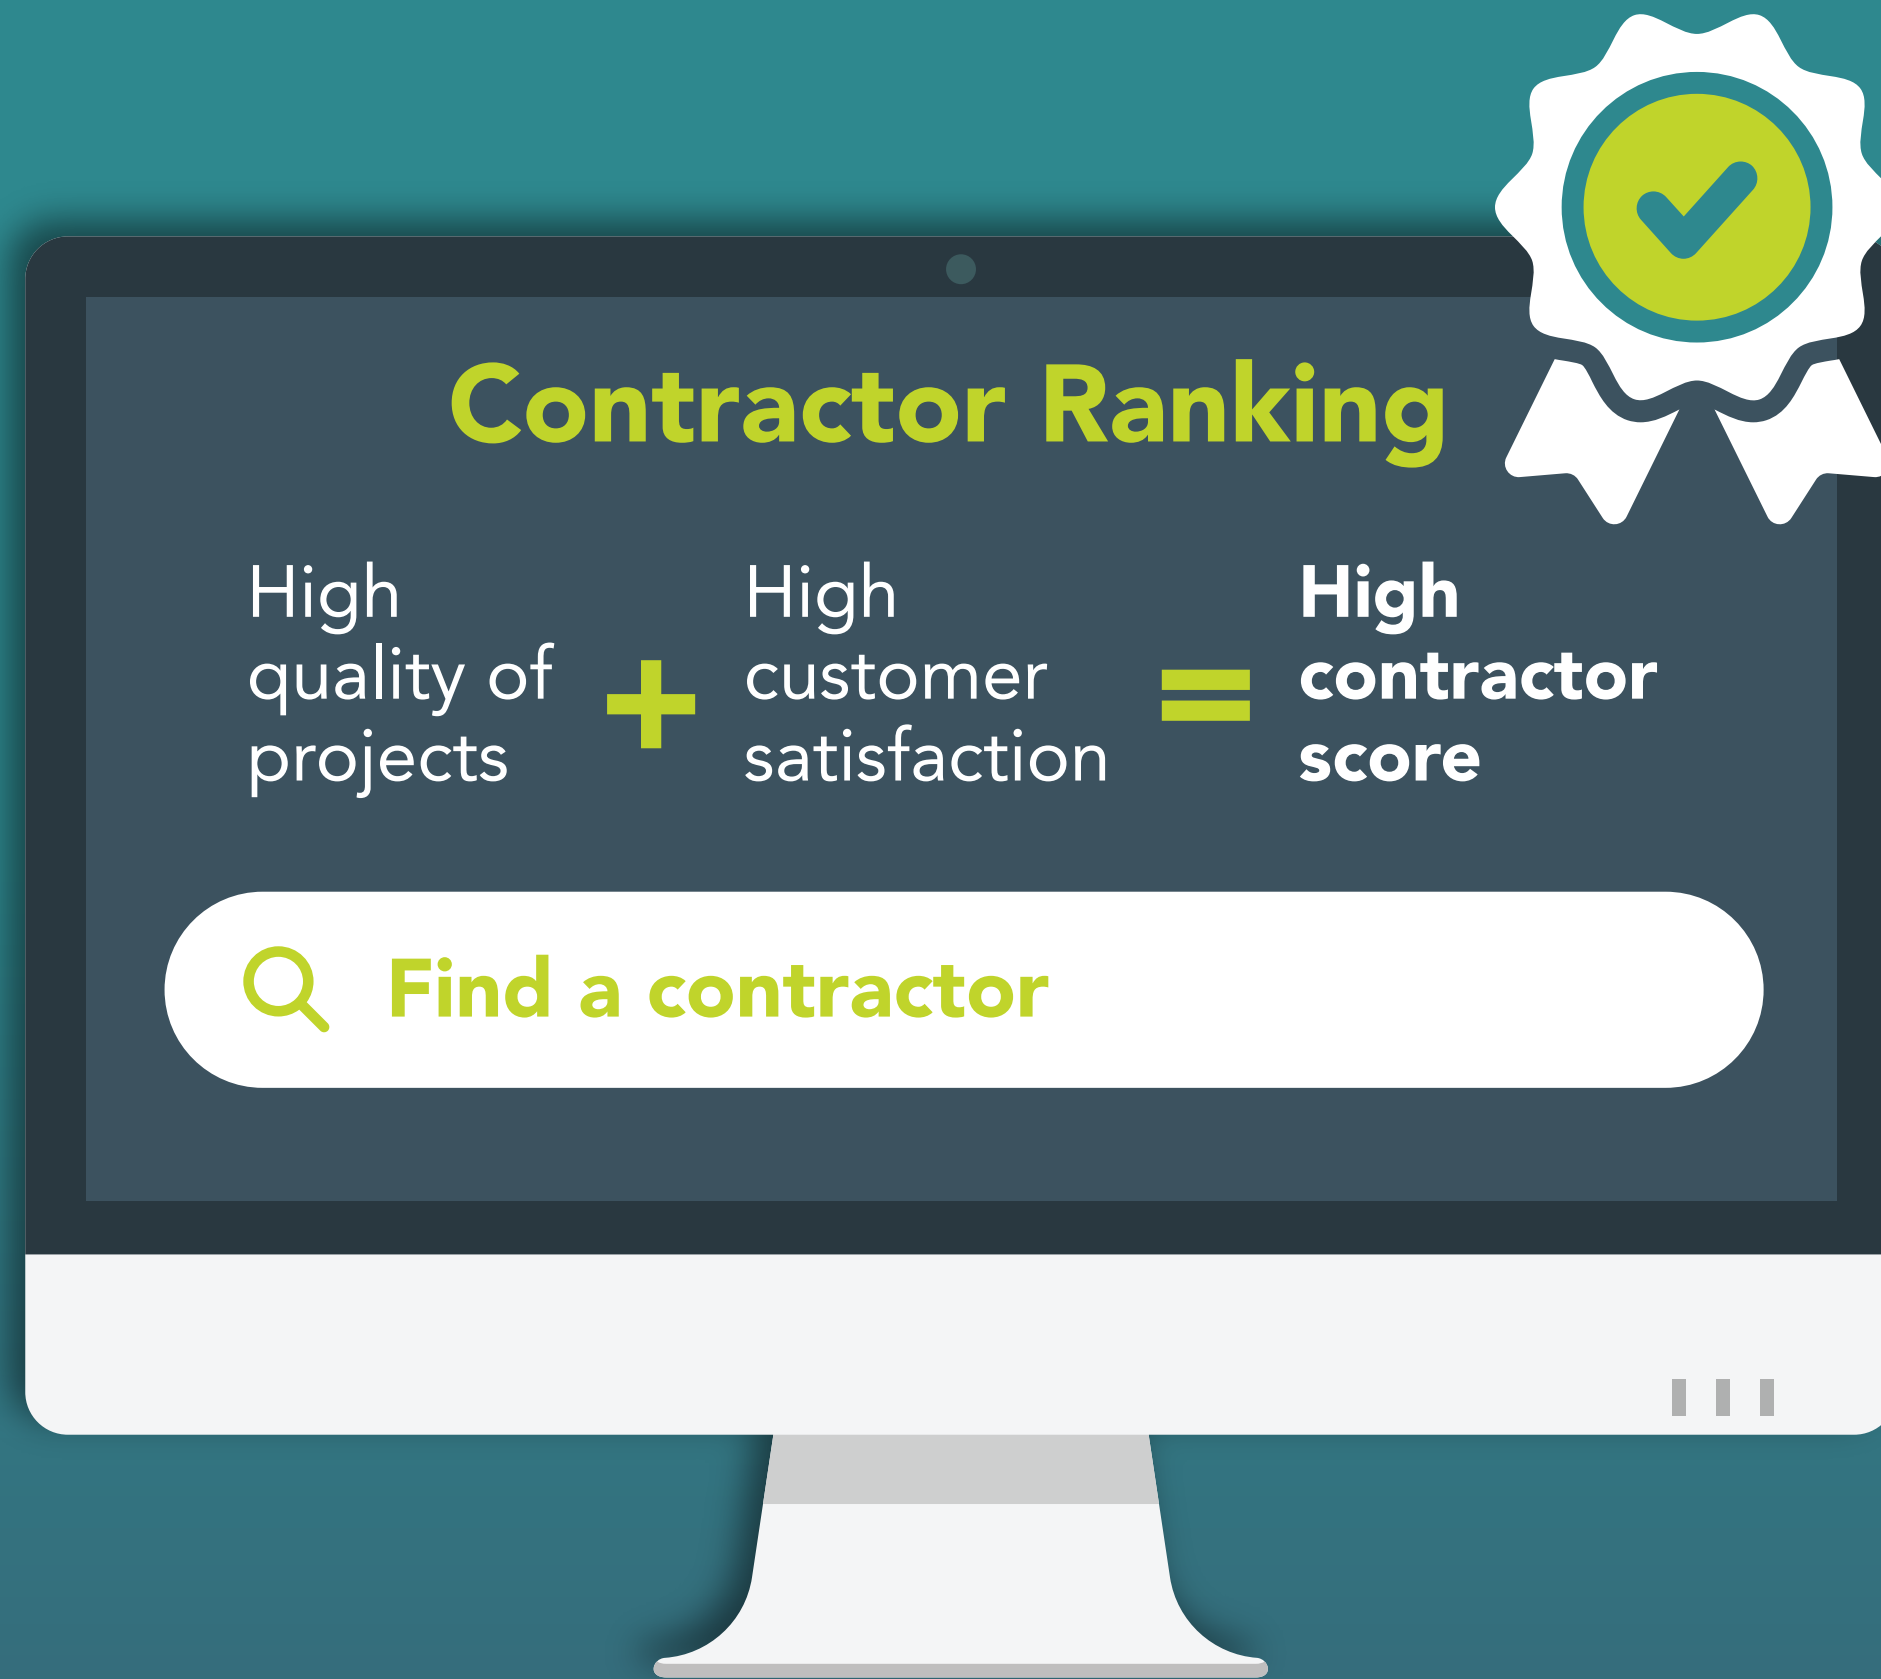 Contractor Ranking
High
quality of
projects
+
High
customer
satisfaction
=
High
contractor
score
Find a contractor